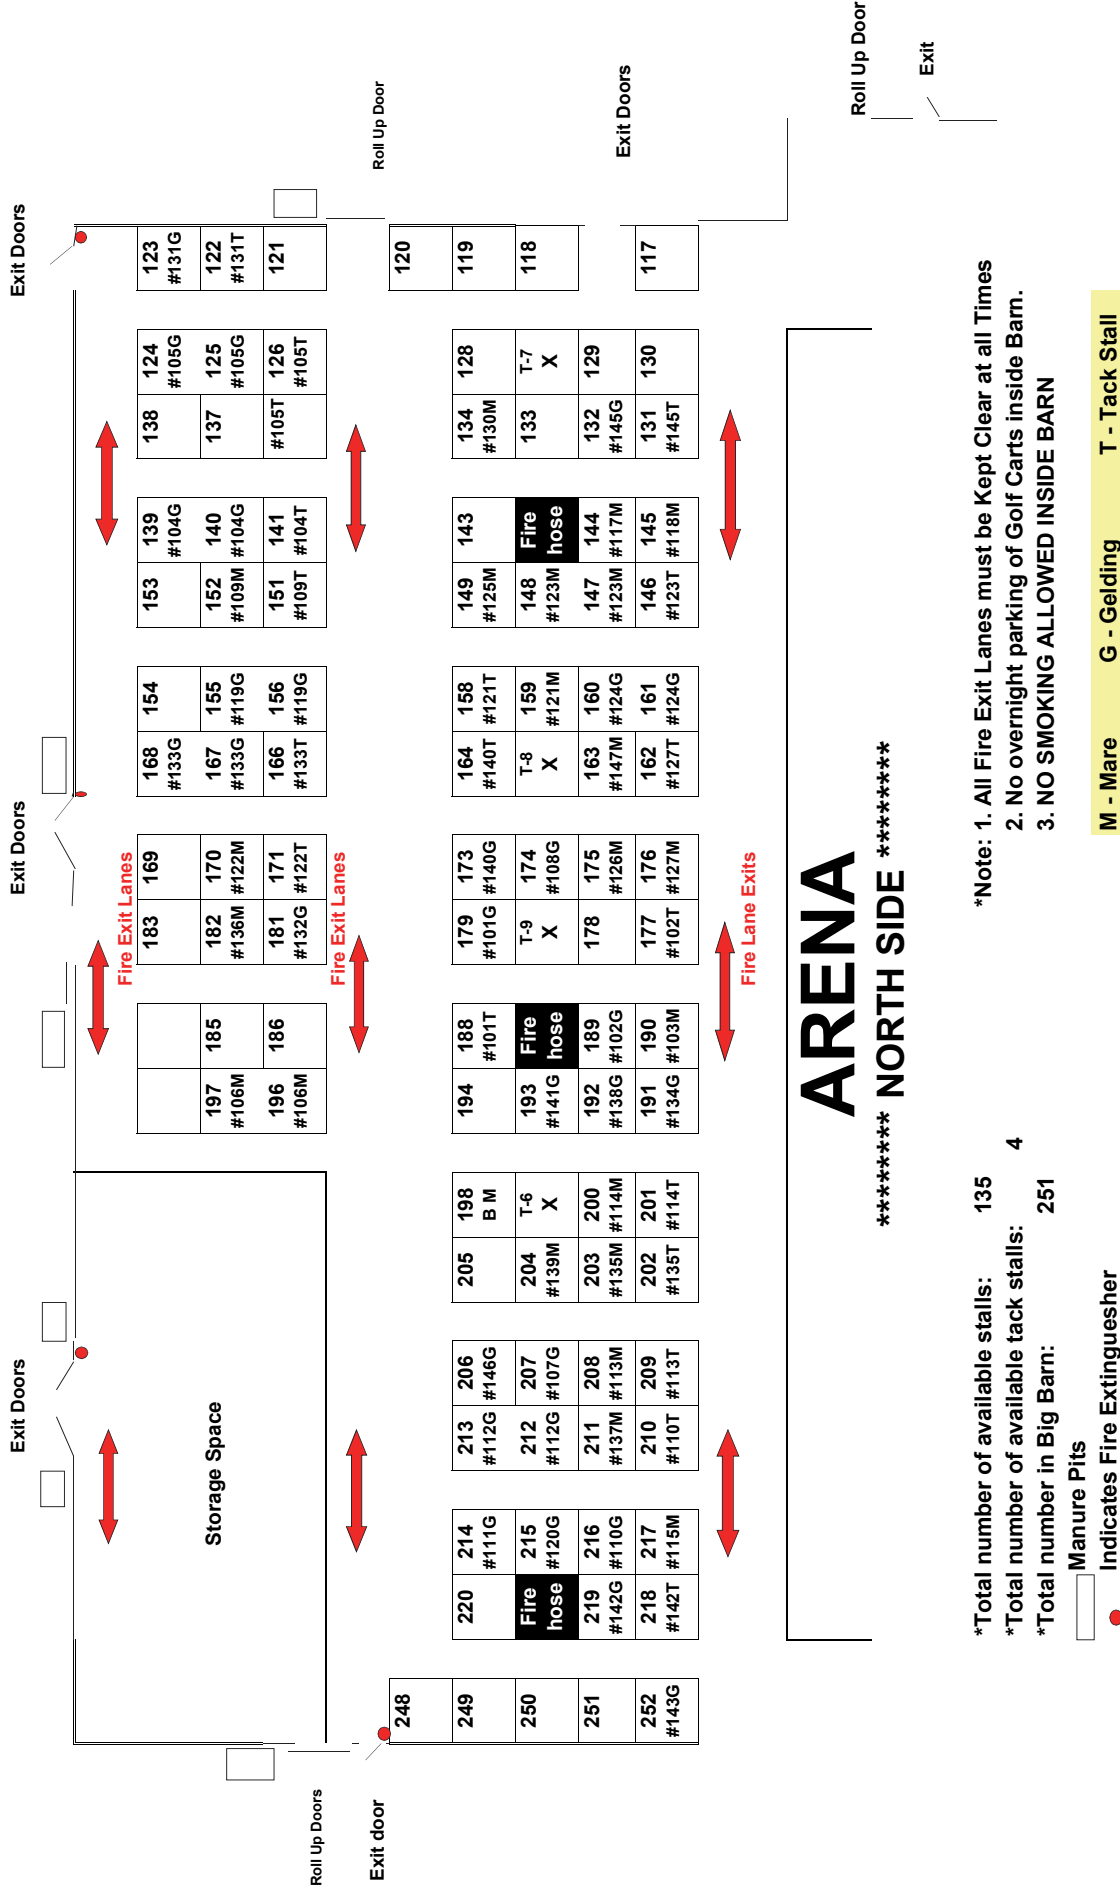 Exit Doors Exit Doors Exit Doors
Fire Exit Lanes
183 169 168 154 153 139 138 124 123
#133G #104G #105G #131G
Storage Space
197 185 182 170 167 155 152 140 137 125 122
#106M #136M #122M #133G #119G #109M #104G #105G #131T
196 186 181 171 166 156 151 141 #105T 126 121
#106M #132G #122T #133T #119G #109T #104T #105T
Roll Up Doors
Fire Exit Lanes
Roll Up Door
Exit door
248 120
249 220 214 213 206 205 198 194 188 179 173 164 158 149 143 134 128 119
#111G #112G #146G B M #101T #101G #140G #140T #121T #125M #130M
250 Fire hose 215 212 207 204 T-6 193 Fire hose T-9 174 T-8 159 148 Fire hose 133 T-7 118
#120G #112G #107G #139M X #141G X #108G X #121M #123M X
251 219 216 211 208 203 200 192 189 178 175 163 160 147 144 132 129
#142G #110G #137M #113M #135M #114M #138G #102G #126M #147M #124G #123M #117M #145G
Exit Doors
252 218 217 210 209 202 201 191 190 177 176 162 161 146 145 131 130 117
#143G #142T #115M #110T #113T #135T #114T #134G #103M #102T #127M #127T #124G #123T #118M #145T
Fire Lane Exits
ARENA
******** NORTH SIDE ********
Roll Up Door
Exit
*Total number of available stalls: 135
*Total number of available tack stalls: 4
*Total number in Big Barn: 251
Manure Pits
Indicates Fire Extinguesher
*Note: 1. All Fire Exit Lanes must be Kept Clear at all Times
2. No overnight parking of Golf Carts inside Barn.
3. NO SMOKING ALLOWED INSIDE BARN
M - Mare G - Gelding T - Tack Stall